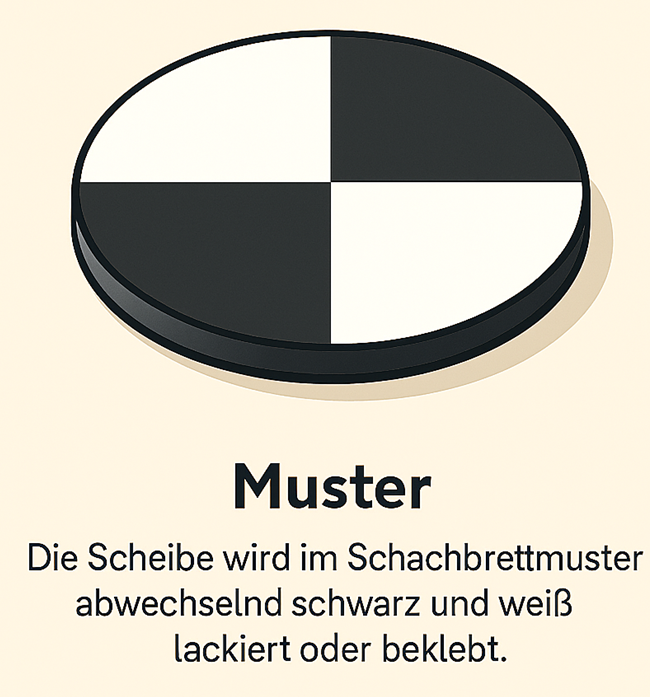 Muster
Die Scheibe wird im Schachbrettmuster
abwechselnd schwarz und weiß
lackiert oder beklebt.